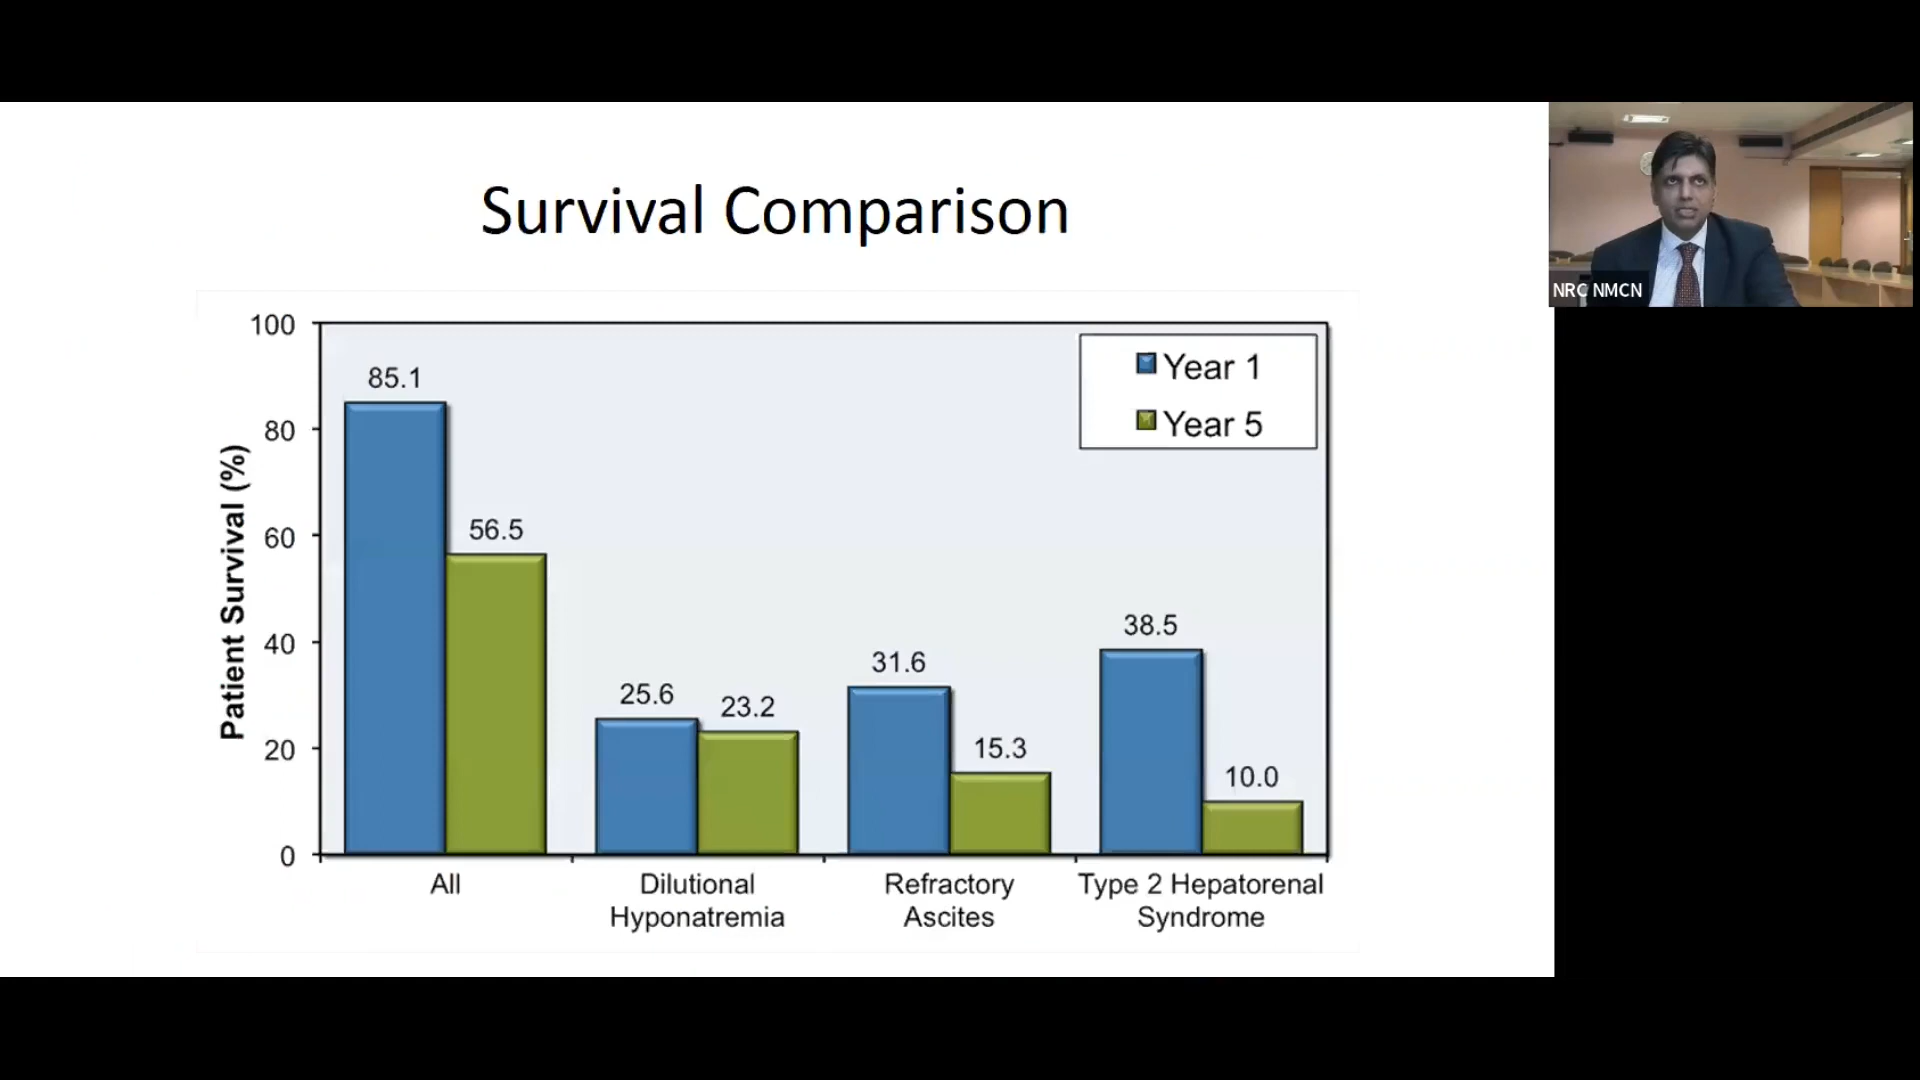 Survival Comparison
NRC NMCN
Patient Survival (%)
100
80
60
40
20
0
Year 1
Year 5
85.1
56.5
25.6
23.2
31.6
15.3
38.5
10.0
All
Dilutional
Hyponatremia
Refractory
Ascites
Type 2 Hepatorenal
Syndrome